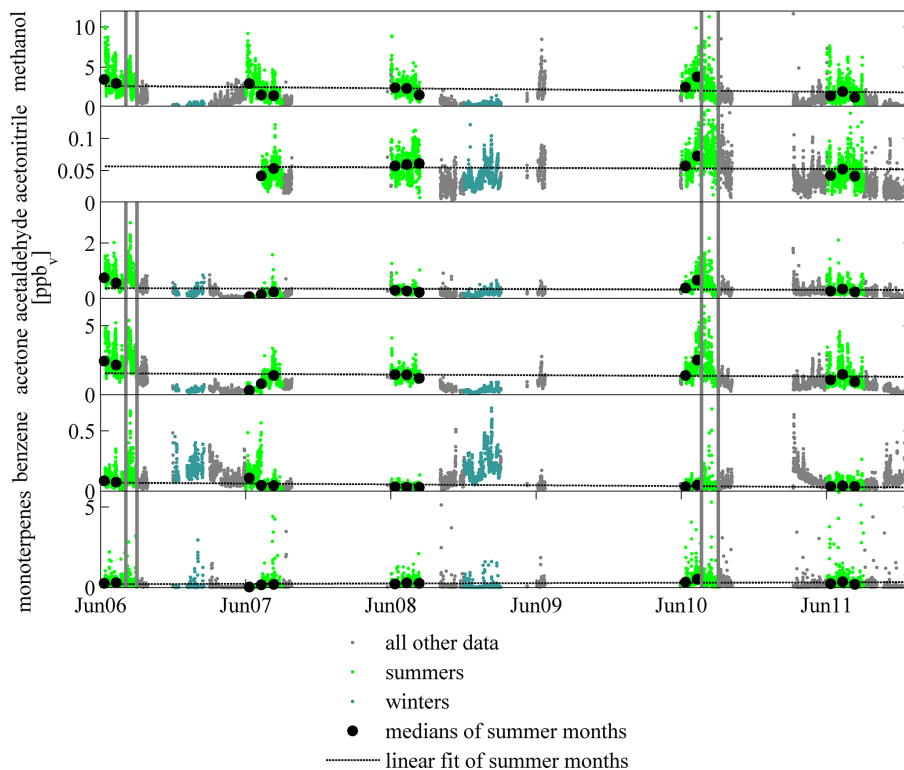 methanol
10
5
0
acetonitrile
0.1
0.05
0
acetaldehyde
[ppbv]
2
0
acetone
5
0
benzene
0.5
0
monoterpenes
5
0
Jun06 Jun07 Jun08 Jun09 Jun10 Jun11
all other data
summers
winters
medians of summer months
linear fit of summer months